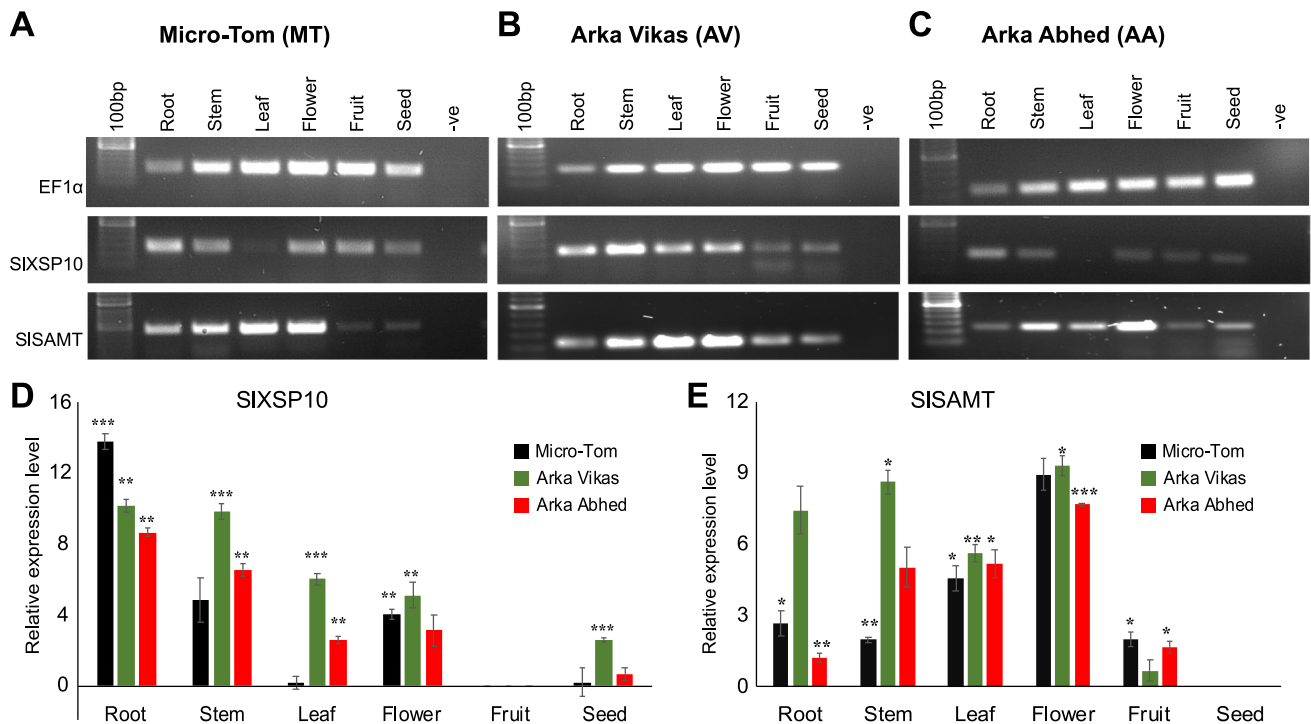 A Micro-Tom (MT)
100bp Root Stem Leaf Flower Fruit Seed -ve
EF1α
SlXSP10
SlSAMT
B Arka Vikas (AV)
100bp Root Stem Leaf Flower Fruit Seed -ve
C Arka Abhed (AA)
100bp Root Stem Leaf Flower Fruit Seed -ve
D SlXSP10
Relative expression level
16
12
8
4
0
Micro-Tom
Arka Vikas
Arka Abhed
*** ** **
*** **
*** **
** **
***
Root Stem Leaf Flower Fruit Seed
E SlSAMT
Relative expression level
12
9
6
3
0
Micro-Tom
Arka Vikas
Arka Abhed
* **
** *
* ** *
* ***
* *
Root Stem Leaf Flower Fruit Seed